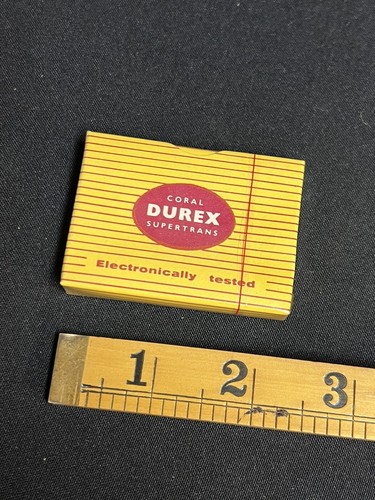 CORAL
DUREX
SUPERTRANS
Electronically tested
1 2 3